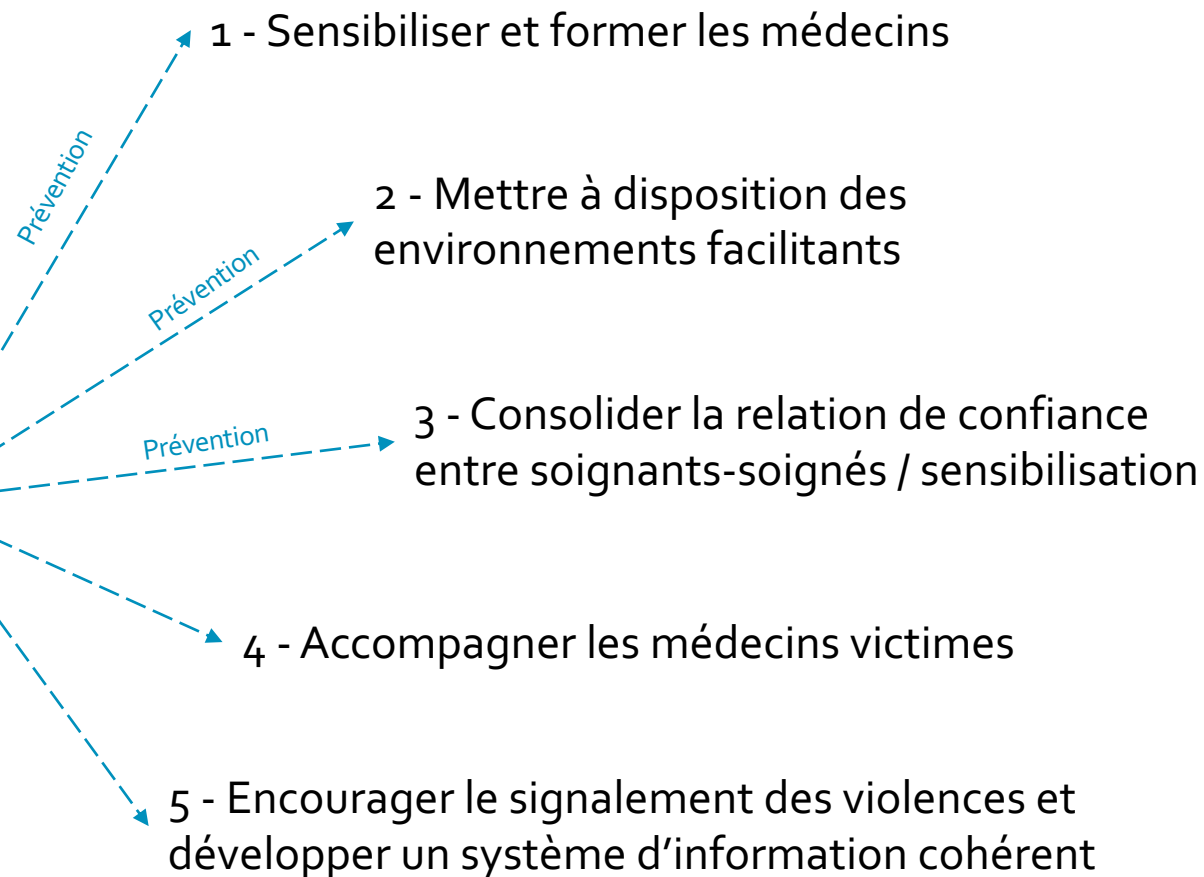 1 - Sensibiliser et former les médecins
Prévention
2 - Mettre à disposition des
environnements facilitants
Prévention
3 - Consolider la relation de confiance
entre soignants-soignés / sensibilisation
Prévention
4 - Accompagner les médecins victimes
5 - Encourager le signalement des violences et
développer un système d’information cohérent